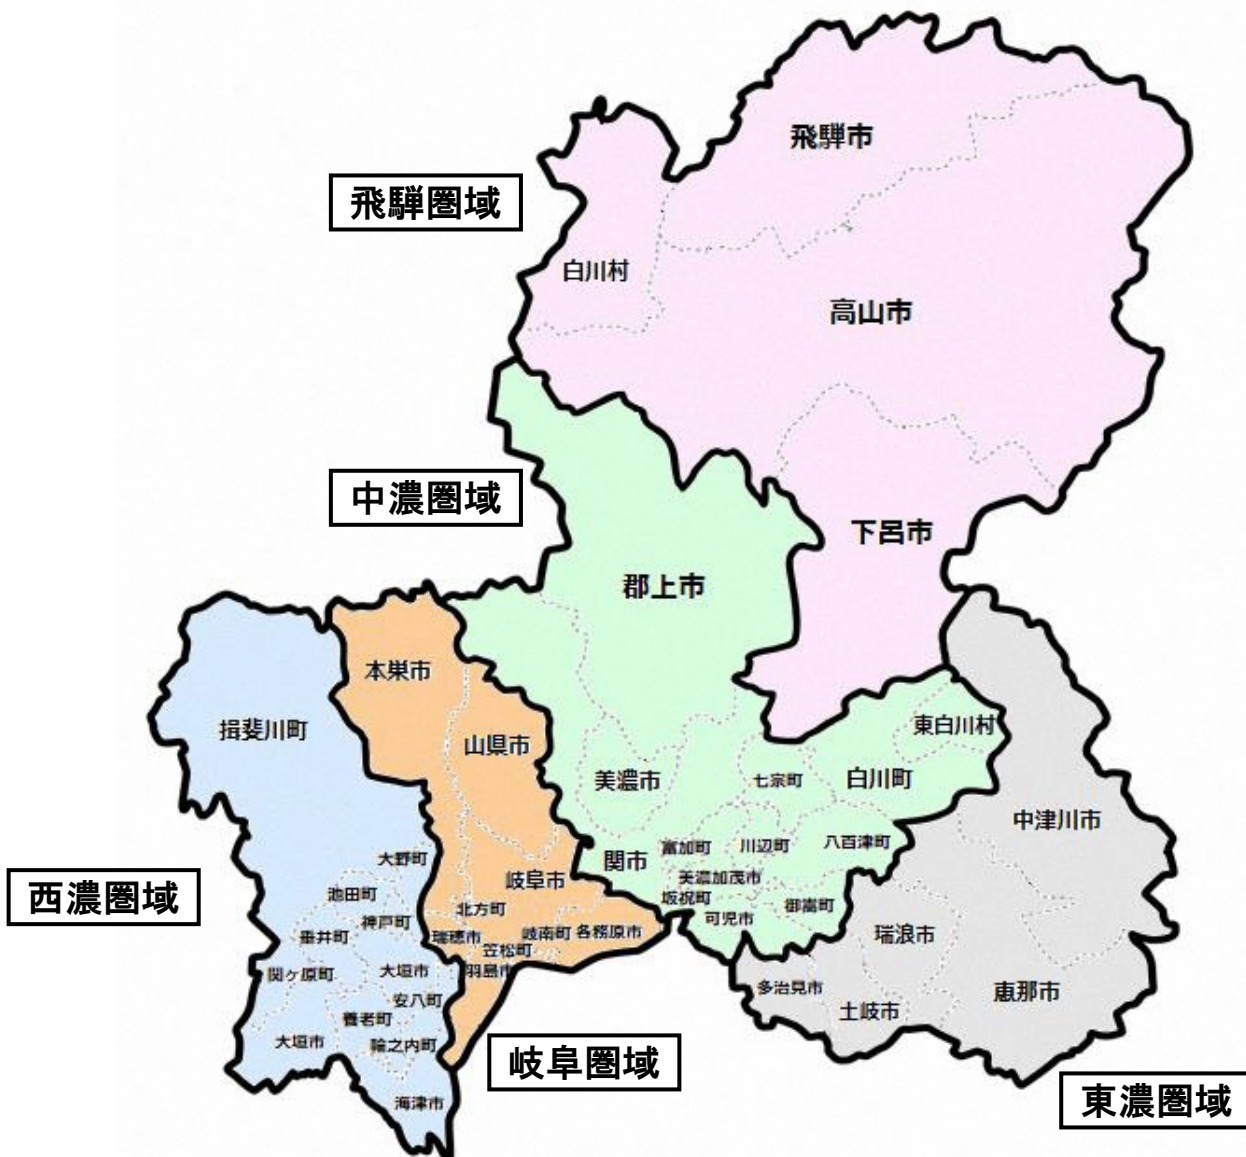 飛騨市
飛騨圏域
白川村
高山市
中濃圏域
下呂市
郡上市
本巣市
揖斐川町
東白川村
山県市
美濃市
七宗町
白川町
中津川市
大野町
富加町
川辺町
八百津町
関市
西濃圏域
池田町
岐阜市
美濃加茂市
坂祝町
御嵩町
北方町
神戸町
可児市
垂井町
瑞穂市
岐南町
各務原市
瑞浪市
笠松町
関ヶ原町
大垣市
羽島市
多治見市
恵那市
安八町
土岐市
養老町
大垣市
輪之内町
岐阜圏域
海津市
東濃圏域